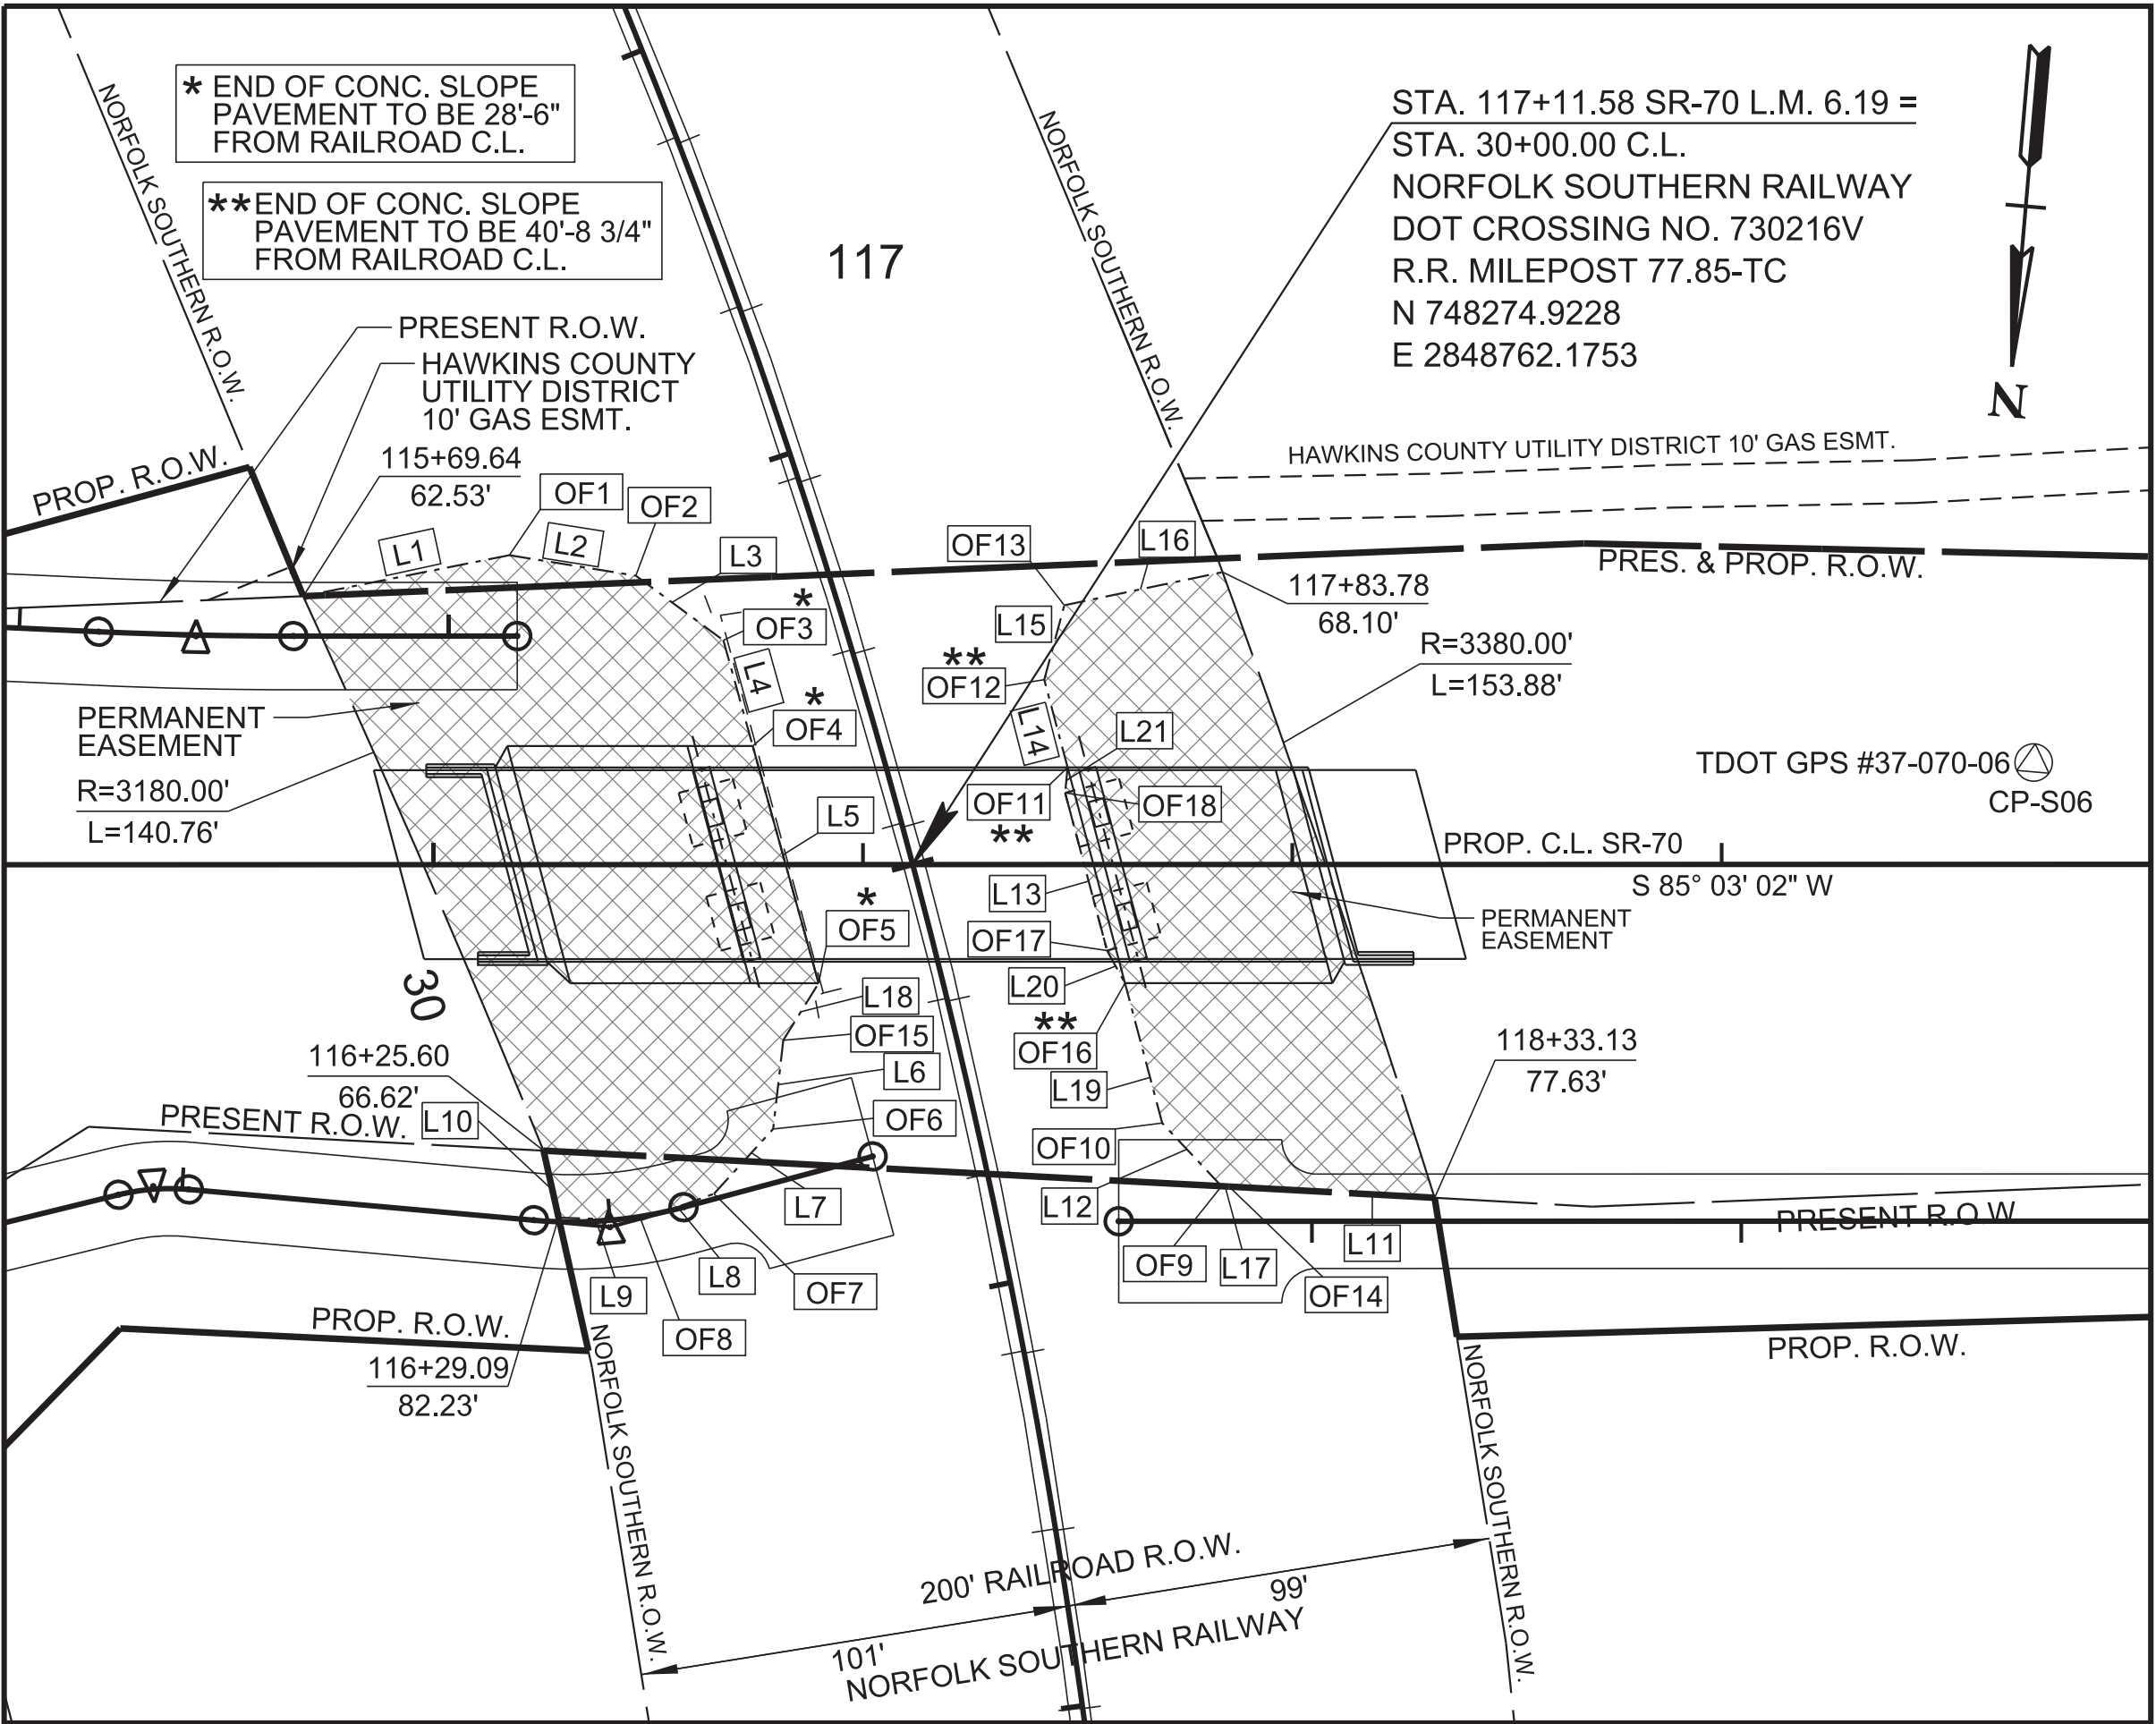 * END OF CONC. SLOPE
PAVEMENT TO BE 28'-6"
FROM RAILROAD C.L.
**END OF CONC. SLOPE
PAVEMENT TO BE 40'-8 3/4"
FROM RAILROAD C.L.
NORFOLK SOUTHERN R.O.W.
117
NORFOLK SOUTHERN R.O.W.
STA. 117+11.58 SR-70 L.M. 6.19 =
STA. 30+00.00 C.L.
NORFOLK SOUTHERN RAILWAY
DOT CROSSING NO. 730216V
R.R. MILEPOST 77.85-TC
N 748274.9228
E 2848762.1753
N
PRESENT R.O.W.
HAWKINS COUNTY
UTILITY DISTRICT
10' GAS ESMT.
115+69.64
62.53'
PROP. R.O.W.
HAWKINS COUNTY UTILITY DISTRICT 10' GAS ESMT.
OF1
OF2
L1
L2
L3
OF13
L16
PRES. & PROP. R.O.W.
117+83.78
68.10'
*
OF3
L15
R=3380.00'
L=153.88'
L4
**
OF12
*
OF4
L14
L21
PERMANENT
EASEMENT
R=3180.00'
L=140.76'
TDOT GPS #37-070-06
CP-S06
L5
OF11
**
OF18
PROP. C.L. SR-70
S 85° 03' 02" W
L13
*
OF5
OF17
PERMANENT
EASEMENT
30
L18
L20
OF15
**
OF16
116+25.60
66.62'
118+33.13
77.63'
L6
L19
PRESENT R.O.W.
L10
OF6
OF10
L7
L12
PRESENT R.O.W
L11
OF9
L17
OF14
L8
L9
OF7
OF8
PROP. R.O.W.
116+29.09
82.23'
PROP. R.O.W.
NORFOLK SOUTHERN R.O.W.
NORFOLK SOUTHERN R.O.W.
200' RAILROAD R.O.W.
99'
101'
NORFOLK SOUTHERN RAILWAY